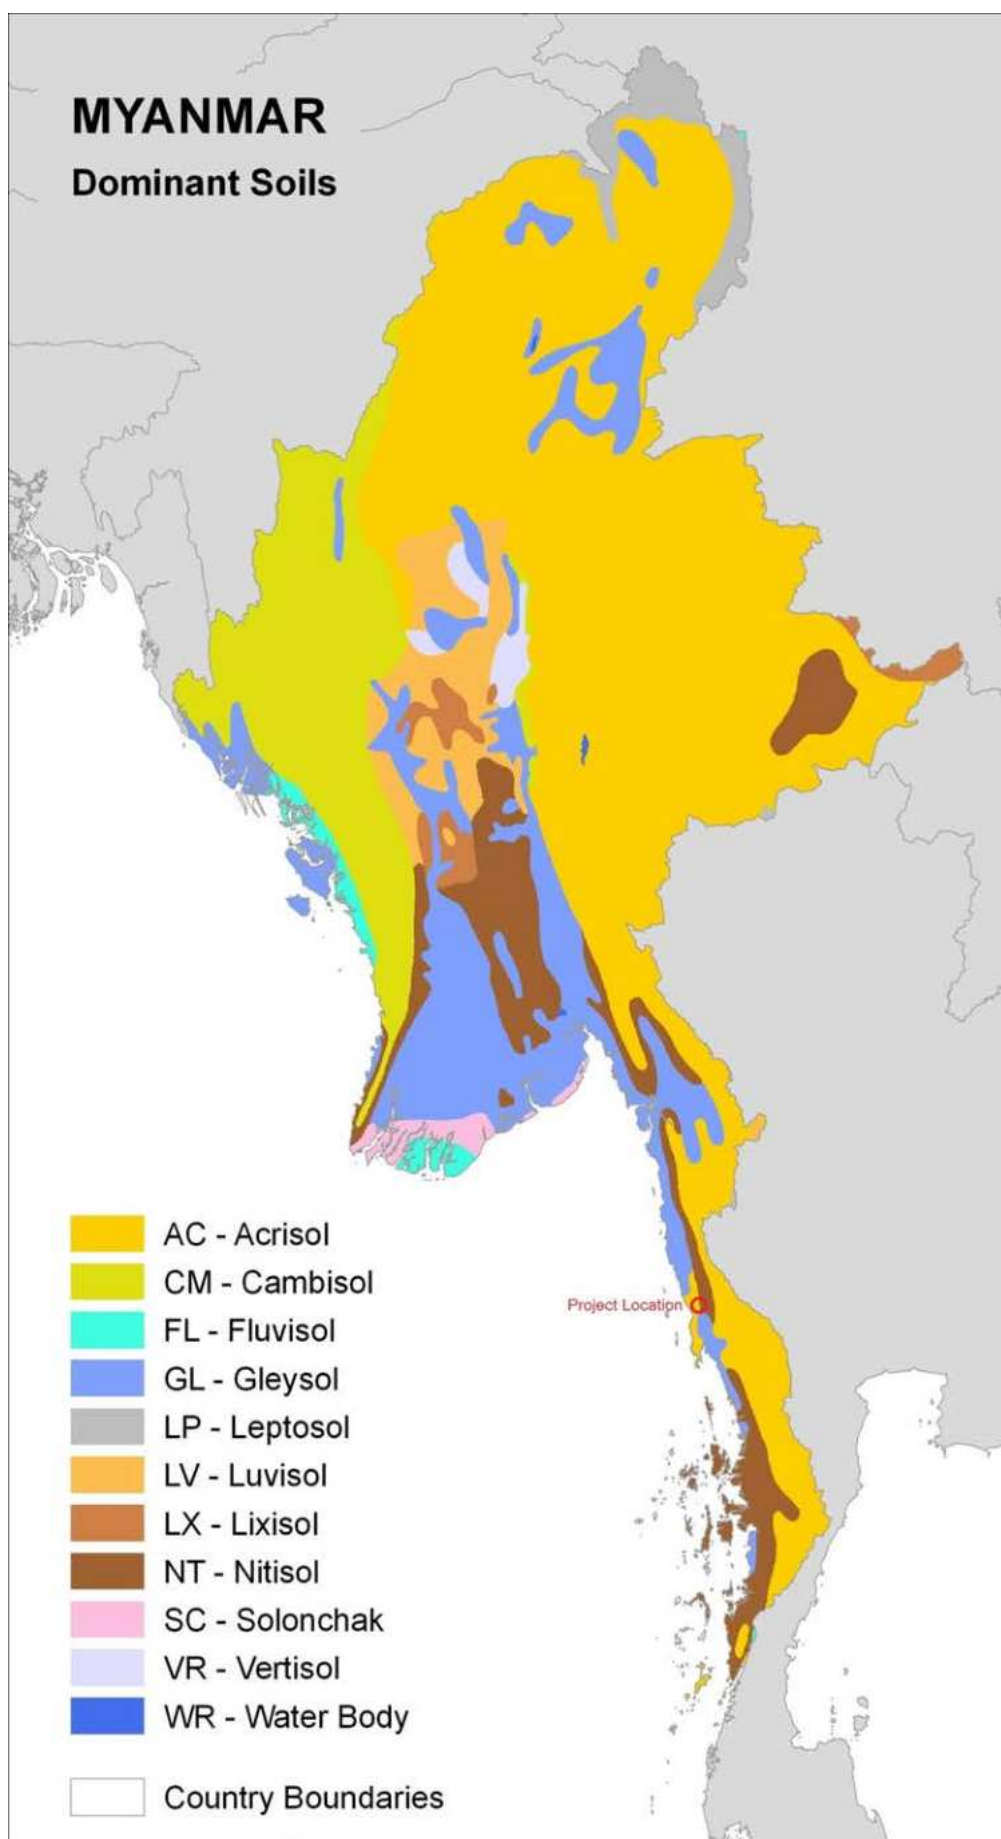 MYANMAR
Dominant Soils
AC - Acrisol
CM - Cambisol
Project Location
FL - Fluvisol
GL - Gleysol
LP - Leptosol
LV - Luvisol
LX - Lixisol
NT - Nitisol
SC - Solonchak
VR - Vertisol
WR - Water Body
Country Boundaries